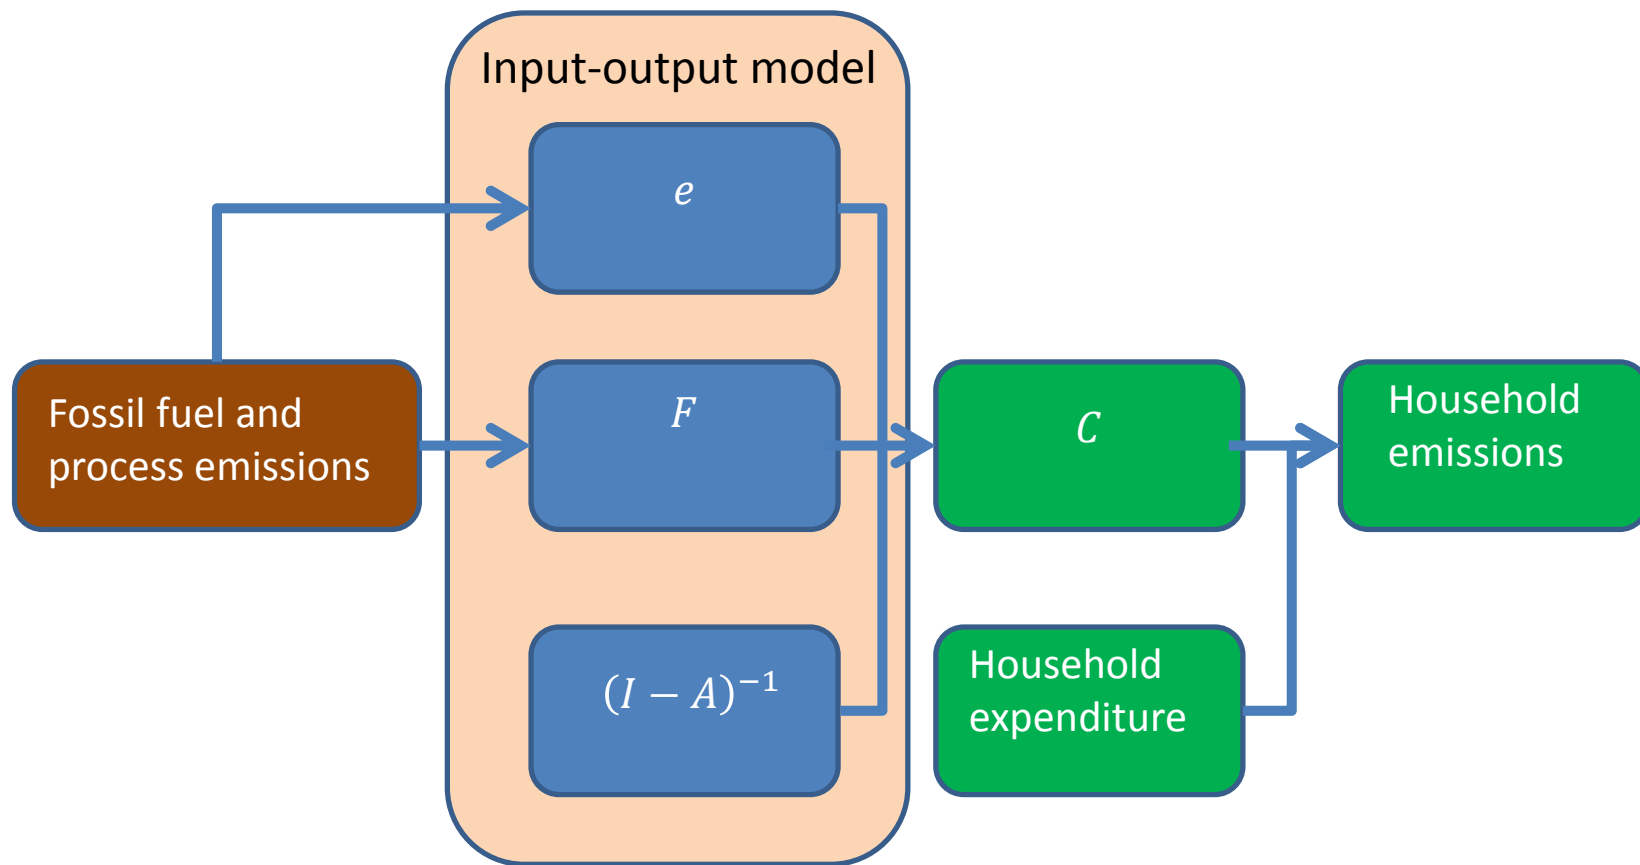 Input-output model
e
Fossil fuel and
process emissions
F
C
Household
emissions
(I − A)⁻¹
Household
expenditure